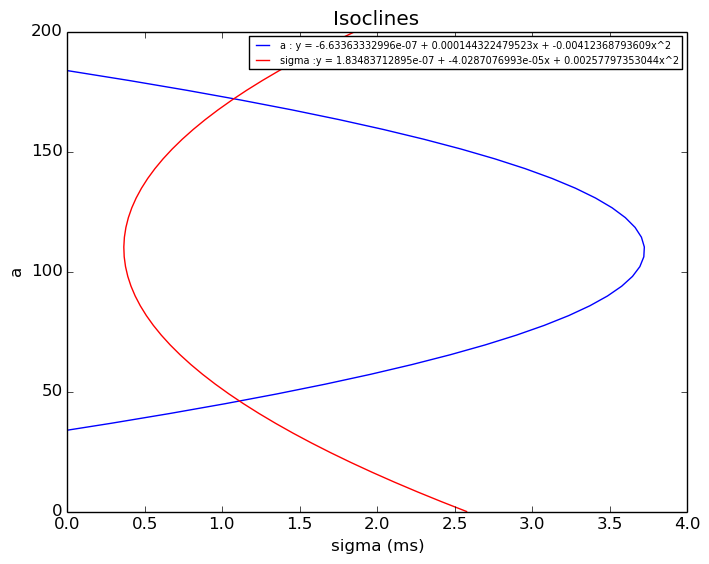 Isoclines
a : y = -6.63363332996e-07 + 0.000144322479523x + -0.00412368793609x^2
sigma :y = 1.83483712895e-07 + -4.0287076993e-05x + 0.00257797353044x^2
200
150
100
50
0
a
0.0 0.5 1.0 1.5 2.0 2.5 3.0 3.5 4.0
sigma (ms)